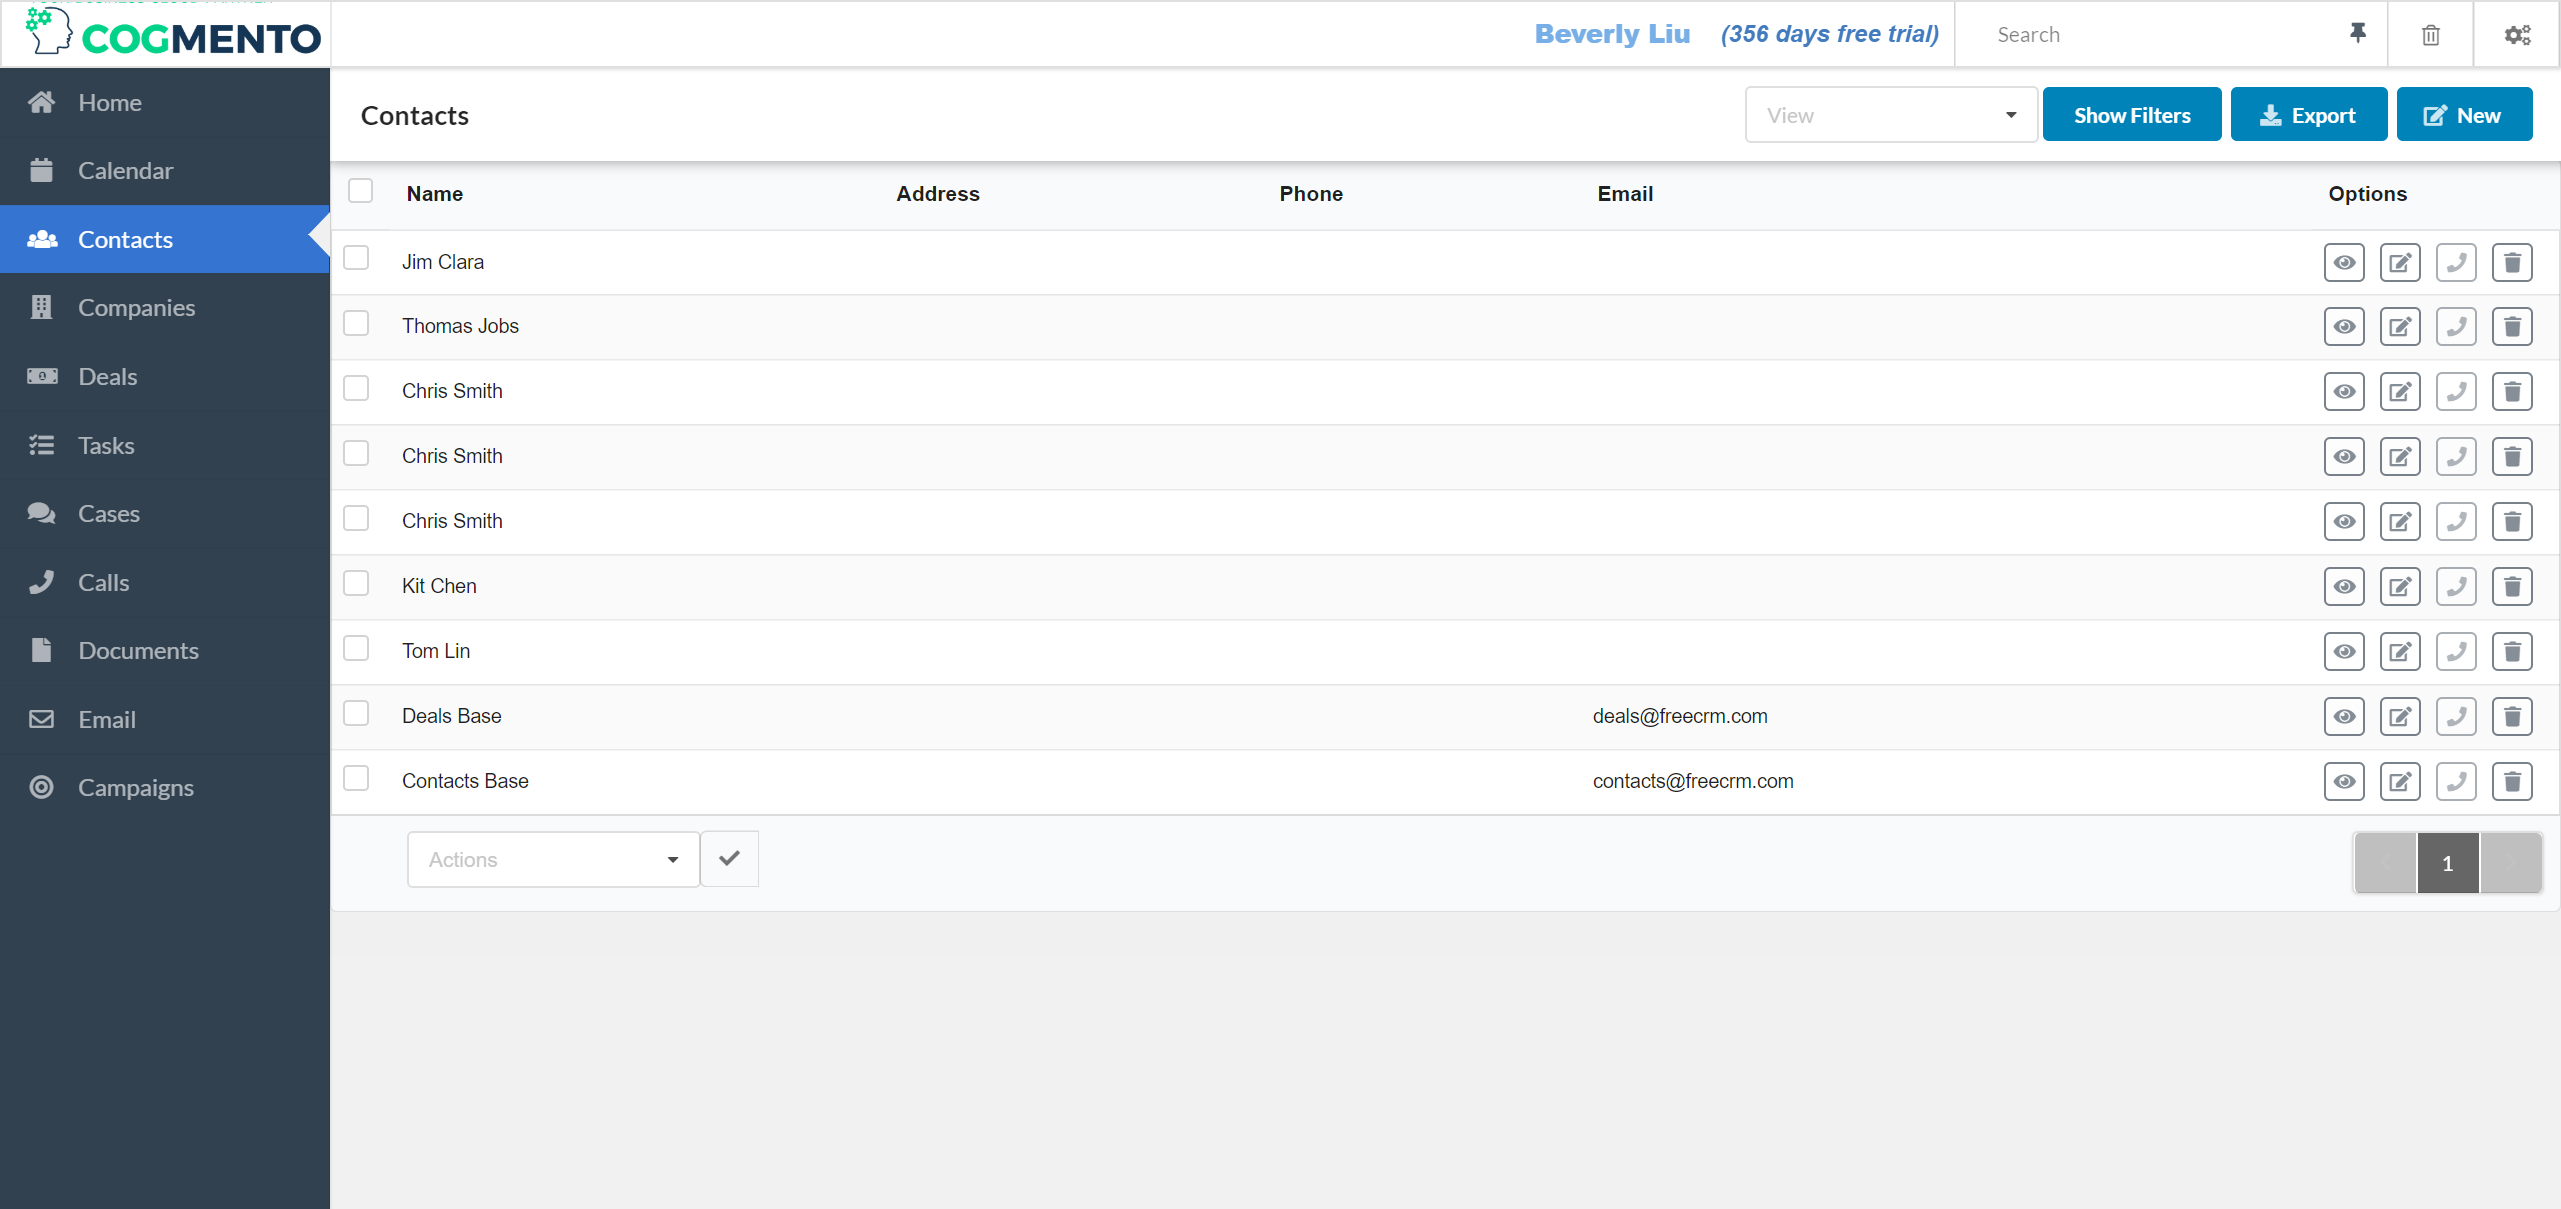 COGMENTO
Beverly Liu (356 days free trial)
Search
Home
Calendar
Contacts
Companies
Deals
Tasks
Cases
Calls
Documents
Email
Campaigns
Contacts
View
Show Filters
Export
New
Name Address Phone Email Options
Jim Clara
Thomas Jobs
Chris Smith
Chris Smith
Chris Smith
Kit Chen
Tom Lin
Deals Base deals@freecrm.com
Contacts Base contacts@freecrm.com
Actions
1